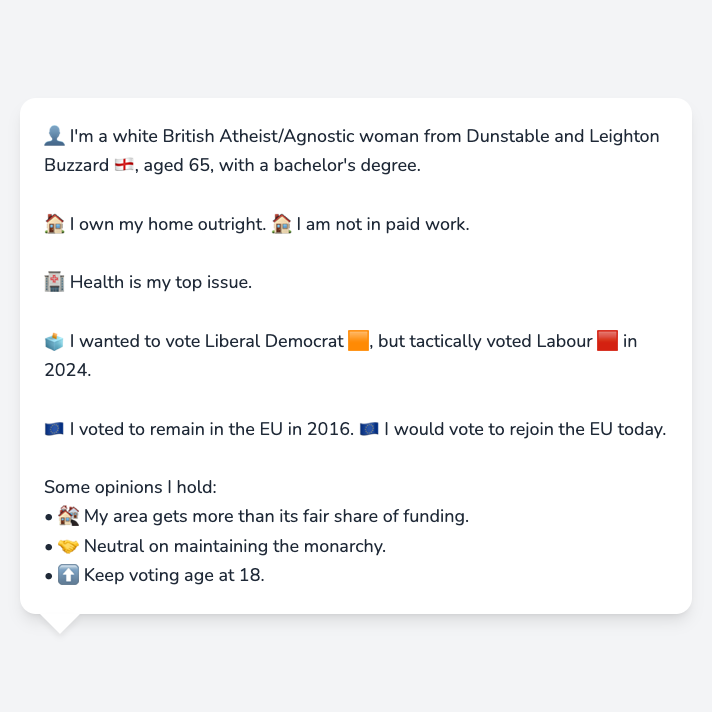 👤 I'm a white British Atheist/Agnostic woman from Dunstable and Leighton
Buzzard 🏴󠁧󠁢󠁥󠁮󠁧󠁿, aged 65, with a bachelor's degree.
🏠 I own my home outright. 🏠 I am not in paid work.
🏥 Health is my top issue.
🗳️ I wanted to vote Liberal Democrat 🟧, but tactically voted Labour 🟥 in
2024.
🇪🇺 I voted to remain in the EU in 2016. 🇪🇺 I would vote to rejoin the EU today.
Some opinions I hold:
• 🏘️ My area gets more than its fair share of funding.
• 🤝 Neutral on maintaining the monarchy.
• ⬆️ Keep voting age at 18.